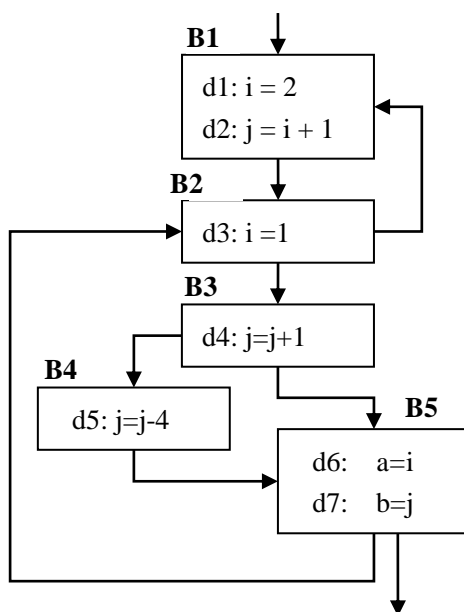 B1
d1: i = 2
d2: j = i + 1
B2
d3: i =1
B3
d4: j=j+1
B4
d5: j=j-4
B5
d6: a=i
d7: b=j